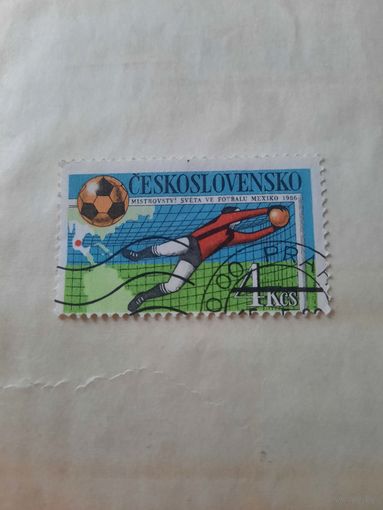 ČESKOSLOVENSKO
MISTROVSTVÍ SVĚTA VE FOTBALU MEXIKO 1986
4 KČS